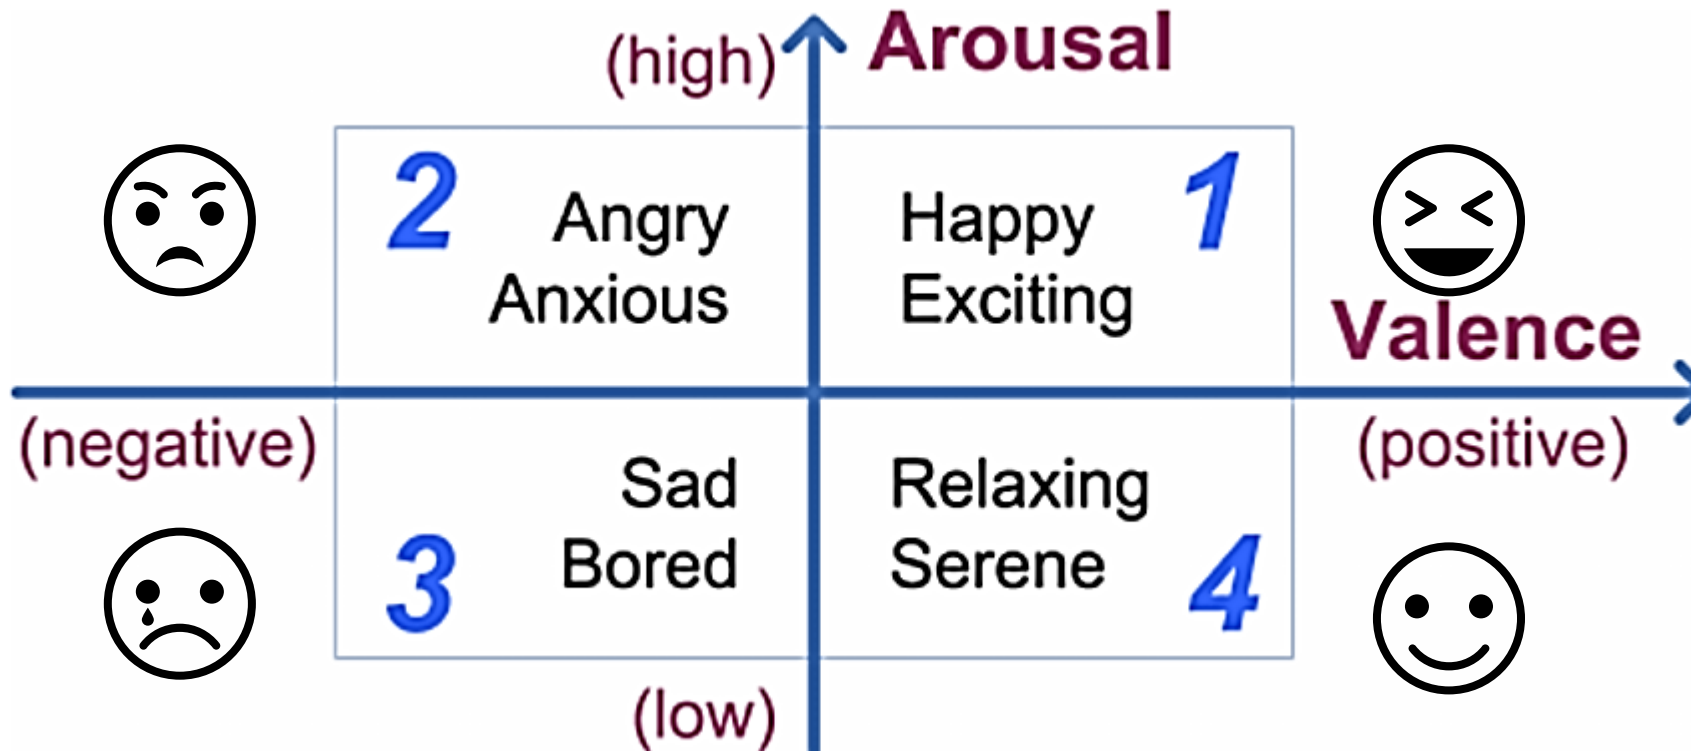 (high)
Arousal
2
Angry
Anxious
Happy
Exciting
1
Valence
(negative)
(positive)
Sad
Bored
3
Relaxing
Serene
4
(low)